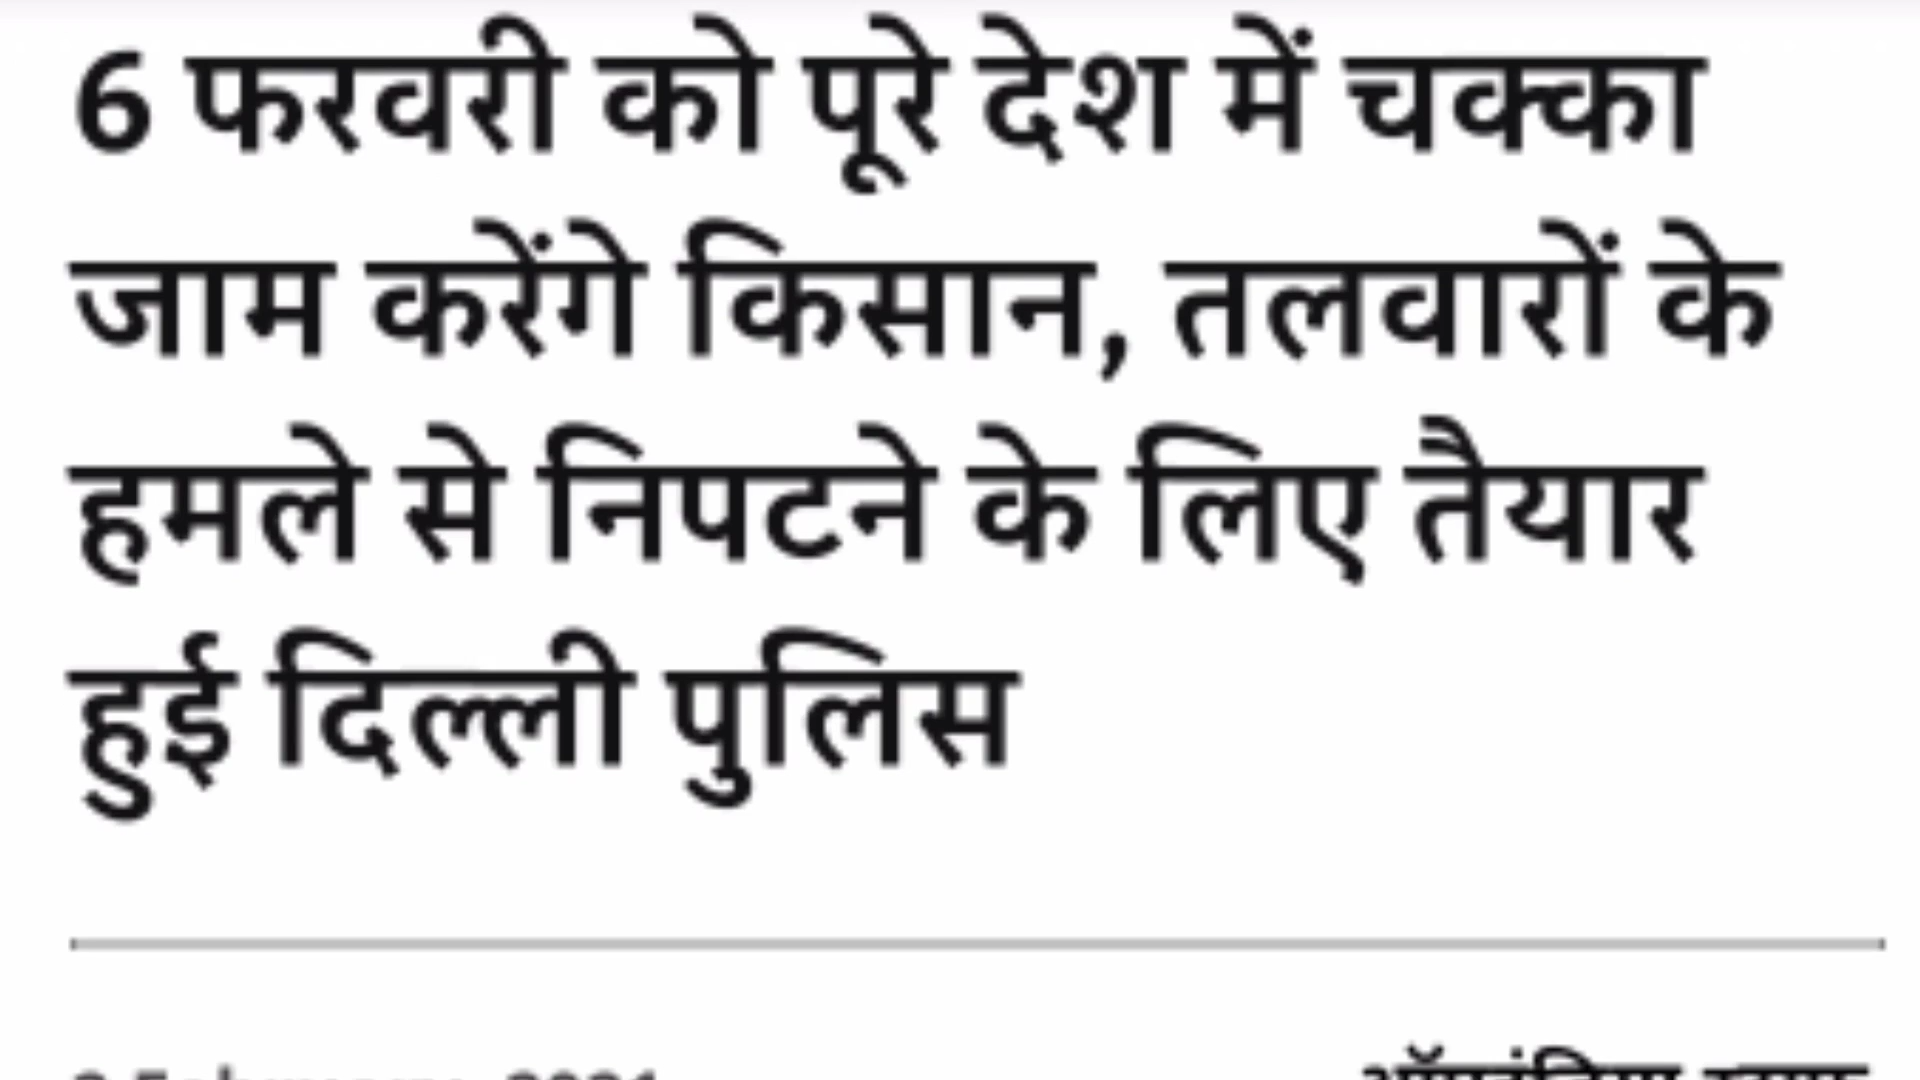 6 फरवरी को पूरे देश में चक्का
जाम करेंगे किसान, तलवारों के
हमले से निपटने के लिए तैयार
हुई दिल्ली पुलिस